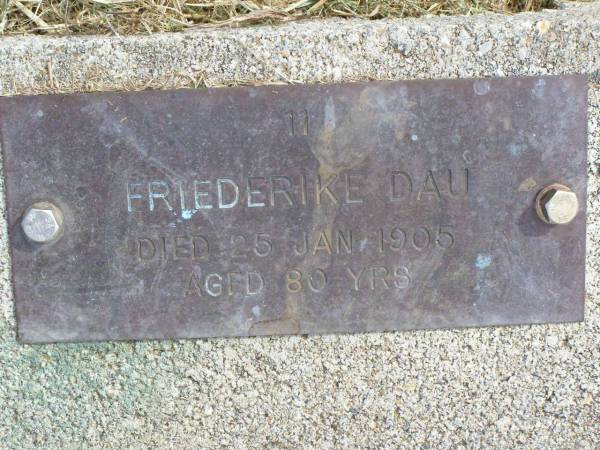 11
FRIEDERIKE DAU
DIED 25 JAN 1905
AGED 80 YRS